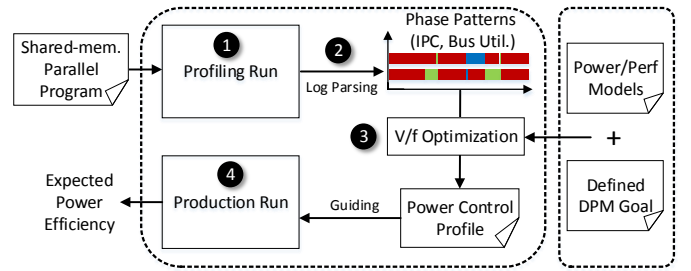 Shared-mem.
Parallel
Program
1
Profiling Run
2
Log Parsing
Phase Patterns
(IPC, Bus Util.)
3
V/f Optimization
Power/Perf
Models
+
Defined
DPM Goal
4
Production Run
Guiding
Power Control
Profile
Expected
Power
Efficiency